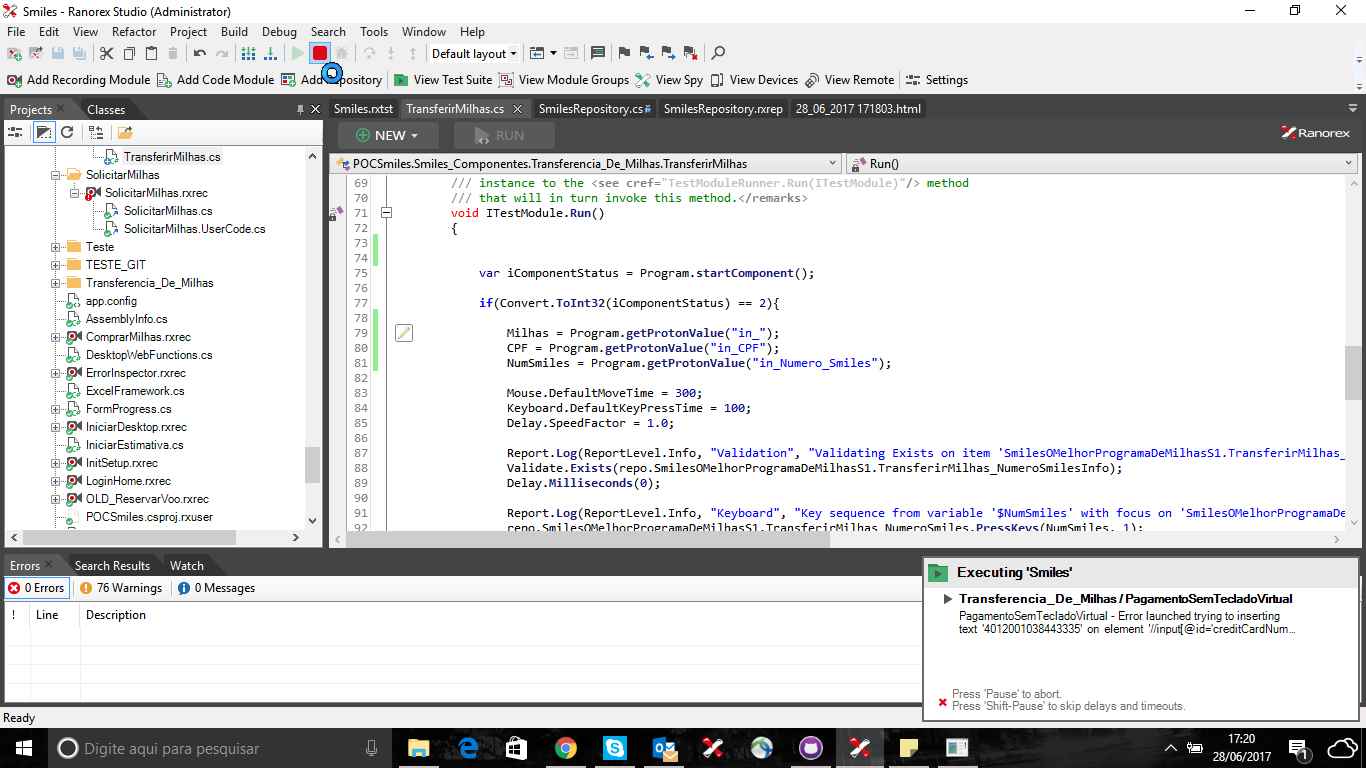 Smiles - Ranorex Studio (Administrator)
File Edit View Refactor Project Build Debug Search Tools Window Help
Default layout
Add Recording Module Add Code Module Add Repository View Test Suite View Module Groups View Spy View Devices View Remote Settings
Projects Classes
Smiles.rxtst TransferirMilhas.cs SmilesRepository.cs SmilesRepository.rxrep 28_06_2017 171803.html
NEW RUN Ranorex
POCSmiles.Smiles_Componentes.Transferencia_De_Milhas.TransferirMilhas Run()
TransferirMilhas.cs
SolicitarMilhas
SolicitarMilhas.rxrec
SolicitarMilhas.cs
SolicitarMilhas.UserCode.cs
Teste
TESTE_GIT
Transferencia_De_Milhas
app.config
AssemblyInfo.cs
ComprarMilhas.rxrec
DesktopWebFunctions.cs
ErrorInspector.rxrec
ExcelFramework.cs
FormProgress.cs
IniciarDesktop.rxrec
IniciarEstimativa.cs
InitSetup.rxrec
LoginHome.rxrec
OLD_ReservarVoo.rxrec
POCSmiles.csproj.rxuser
69 /// instance to the <see cref="TestModuleRunner.Run(ITestModule)"/> method
70 /// that will in turn invoke this method.</remarks>
71 void ITestModule.Run()
72 {
73
74
75 var iComponentStatus = Program.startComponent();
76
77 if(Convert.ToInt32(iComponentStatus) == 2){
78
79 Milhas = Program.getProtonValue("in_");
80 CPF = Program.getProtonValue("in_CPF");
81 NumSmiles = Program.getProtonValue("in_Numero_Smiles");
82
83 Mouse.DefaultMoveTime = 300;
84 Keyboard.DefaultKeyPressTime = 100;
85 Delay.SpeedFactor = 1.0;
86
87 Report.Log(ReportLevel.Info, "Validation", "Validating Exists on item 'SmilesOMelhorProgramaDeMilhasS1.TransferirMilhas_
88 Validate.Exists(repo.SmilesOMelhorProgramaDeMilhasS1.TransferirMilhas_NumeroSmilesInfo);
89 Delay.Milliseconds(0);
90
91 Report.Log(ReportLevel.Info, "Keyboard", "Key sequence from variable '$NumSmiles' with focus on 'SmilesOMelhorProgramaDe
92 repo.SmilesOMelhorProgramaDeMilhasS1.TransferirMilhas_NumeroSmiles.PressKeys(NumSmiles, 1);
Errors Search Results Watch
0 Errors 76 Warnings 0 Messages
! Line Description
Executing 'Smiles'
Transferencia_De_Milhas / PagamentoSemTecladoVirtual
PagamentoSemTecladoVirtual - Error launched trying to inserting
text '4012001038443335' on element '//input[@id='creditCardNum...
Press 'Pause' to abort.
Press 'Shift-Pause' to skip delays and timeouts.
Ready
Digite aqui para pesquisar
17:20
28/06/2017
1